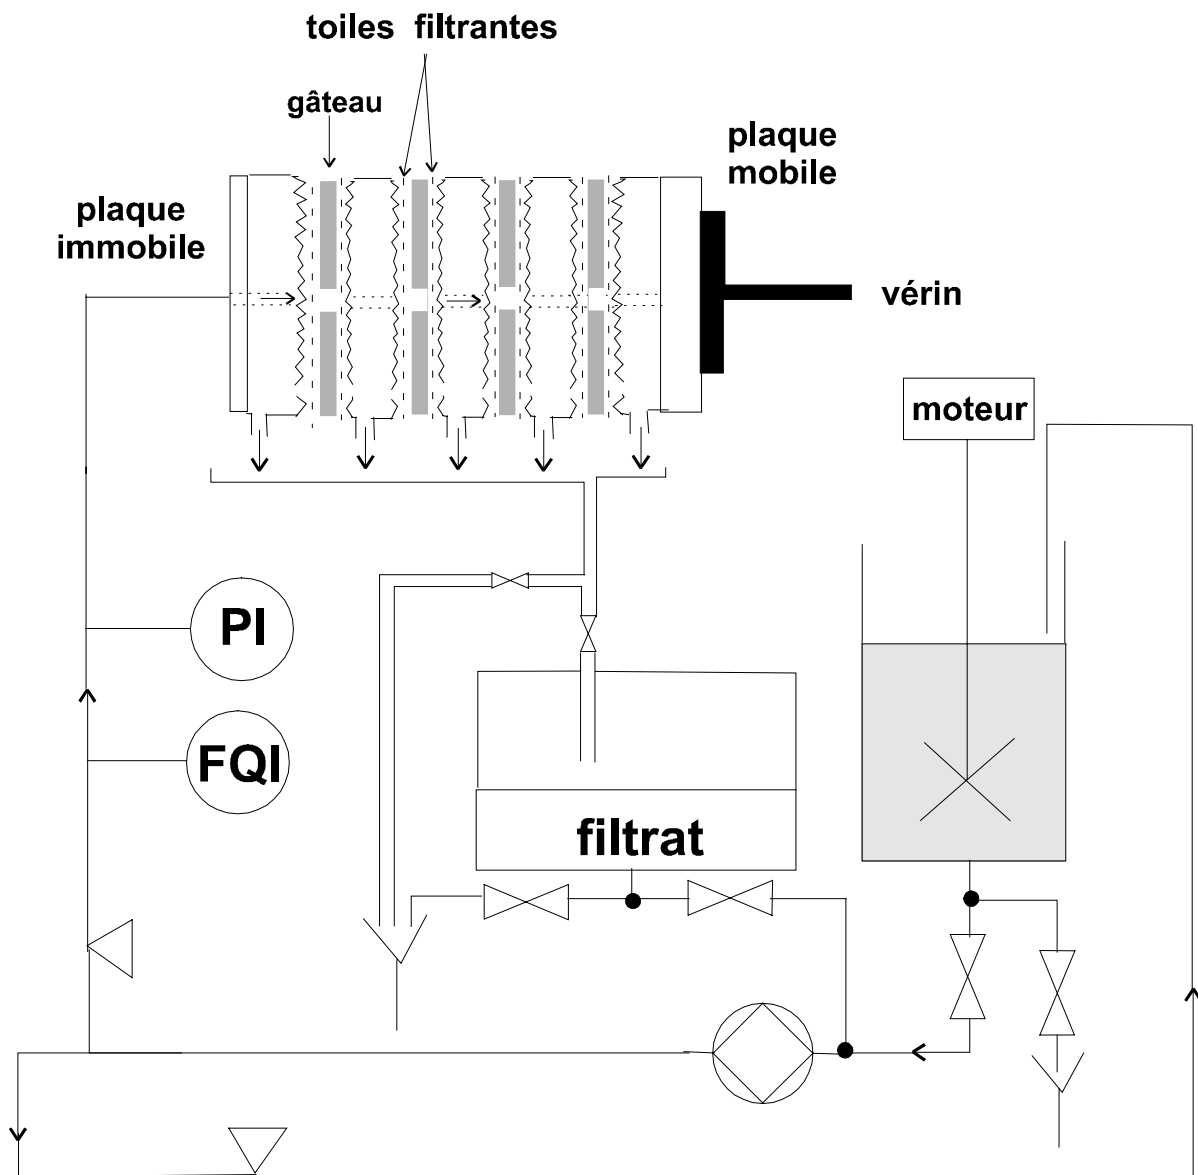 toiles filtrantes
gâteau
plaque
mobile
plaque
immobile
vérin
moteur
PI
FQI
filtrat